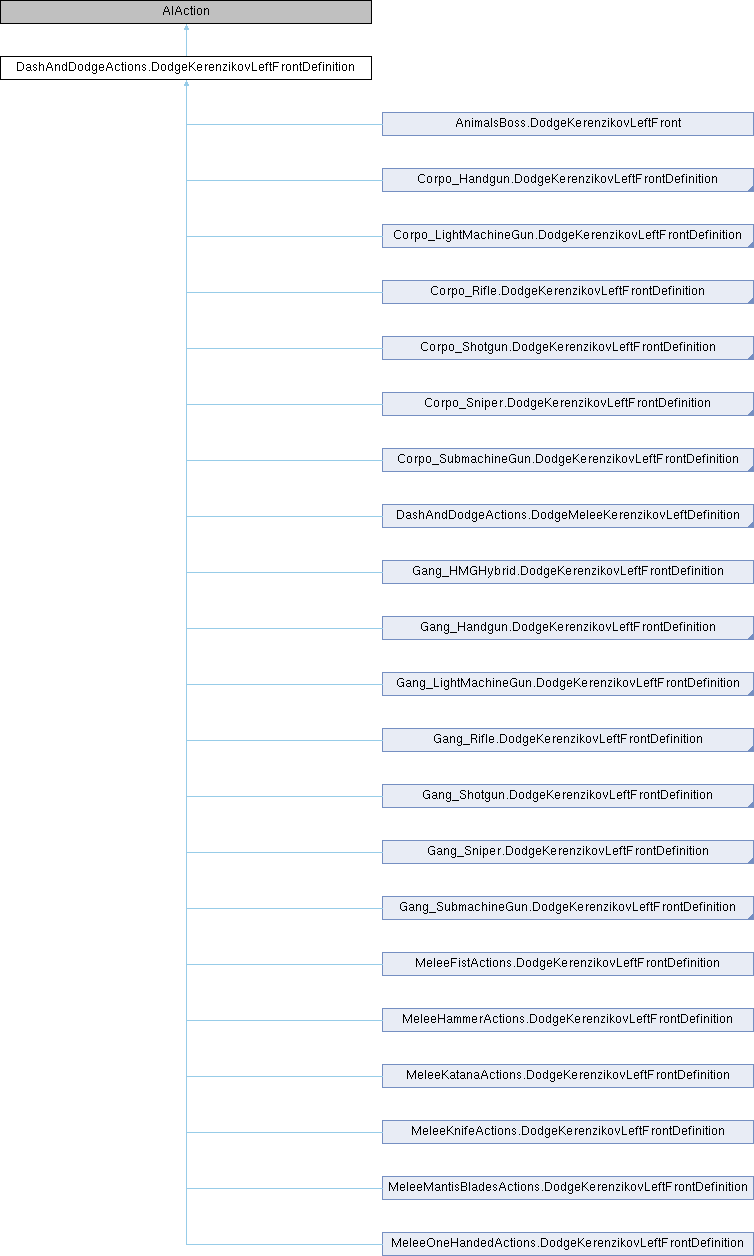 AIAction
DashAndDodgeActions.DodgeKerenzikovLeftFrontDefinition
AnimalsBoss.DodgeKerenzikovLeftFront
Corpo_Handgun.DodgeKerenzikovLeftFrontDefinition
Corpo_LightMachineGun.DodgeKerenzikovLeftFrontDefinition
Corpo_Rifle.DodgeKerenzikovLeftFrontDefinition
Corpo_Shotgun.DodgeKerenzikovLeftFrontDefinition
Corpo_Sniper.DodgeKerenzikovLeftFrontDefinition
Corpo_SubmachineGun.DodgeKerenzikovLeftFrontDefinition
DashAndDodgeActions.DodgeMeleeKerenzikovLeftDefinition
Gang_HMGHybrid.DodgeKerenzikovLeftFrontDefinition
Gang_Handgun.DodgeKerenzikovLeftFrontDefinition
Gang_LightMachineGun.DodgeKerenzikovLeftFrontDefinition
Gang_Rifle.DodgeKerenzikovLeftFrontDefinition
Gang_Shotgun.DodgeKerenzikovLeftFrontDefinition
Gang_Sniper.DodgeKerenzikovLeftFrontDefinition
Gang_SubmachineGun.DodgeKerenzikovLeftFrontDefinition
MeleeFistActions.DodgeKerenzikovLeftFrontDefinition
MeleeHammerActions.DodgeKerenzikovLeftFrontDefinition
MeleeKatanaActions.DodgeKerenzikovLeftFrontDefinition
MeleeKnifeActions.DodgeKerenzikovLeftFrontDefinition
MeleeMantisBladesActions.DodgeKerenzikovLeftFrontDefinition
MeleeOneHandedActions.DodgeKerenzikovLeftFrontDefinition